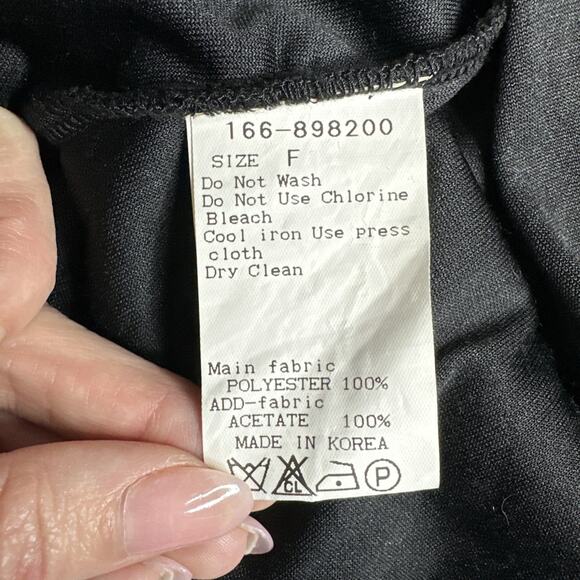 166-898200
SIZE F
Do Not Wash
Do Not Use Chlorine
Bleach
Cool iron Use press
cloth
Dry Clean
Main fabric
POLYESTER 100%
ADD-fabric
ACETATE 100%
MADE IN KOREA
CL P